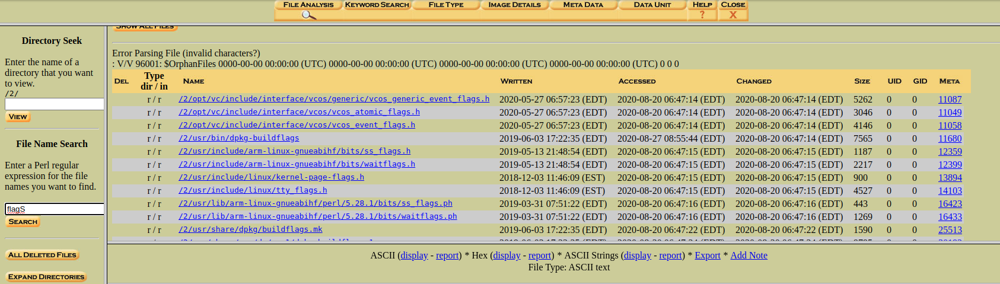 FILE ANALYSIS KEYWORD SEARCH FILE TYPE IMAGE DETAILS META DATA DATA UNIT HELP CLOSE
? X
Directory Seek
Enter the name of a
directory that you want
to view.
/2/
VIEW
File Name Search
Enter a Perl regular
expression for the file
names you want to find.
flagS
SEARCH
ALL DELETED FILES
EXPAND DIRECTORIES
SHOW ALL FILES
Error Parsing File (invalid characters?)
: V/V 96001: $OrphanFiles 0000-00-00 00:00:00 (UTC) 0000-00-00 00:00:00 (UTC) 0000-00-00 00:00:00 (UTC) 0000-00-00 00:00:00 (UTC) 0 0 0
DEL Type dir / in NAME WRITTEN ACCESSED CHANGED SIZE UID GID META
r / r /2/opt/vc/include/interface/vcos/generic/vcos_generic_event_flags.h 2020-05-27 06:57:23 (EDT) 2020-08-20 06:47:14 (EDT) 2020-08-20 06:47:14 (EDT) 5262 0 0 11087
r / r /2/opt/vc/include/interface/vcos/vcos_atomic_flags.h 2020-05-27 06:57:23 (EDT) 2020-08-20 06:47:14 (EDT) 2020-08-20 06:47:14 (EDT) 3046 0 0 11049
r / r /2/opt/vc/include/interface/vcos/vcos_event_flags.h 2020-05-27 06:57:23 (EDT) 2020-08-20 06:47:14 (EDT) 2020-08-20 06:47:14 (EDT) 4146 0 0 11058
r / r /2/usr/bin/dpkg-buildflags 2019-06-03 17:22:35 (EDT) 2020-08-27 08:55:44 (EDT) 2020-08-20 06:47:14 (EDT) 7565 0 0 11680
r / r /2/usr/include/arm-linux-gnueabihf/bits/ss_flags.h 2019-05-13 21:48:54 (EDT) 2020-08-20 06:47:15 (EDT) 2020-08-20 06:47:15 (EDT) 1187 0 0 12359
r / r /2/usr/include/arm-linux-gnueabihf/bits/waitflags.h 2019-05-13 21:48:54 (EDT) 2020-08-20 06:47:15 (EDT) 2020-08-20 06:47:15 (EDT) 2217 0 0 12399
r / r /2/usr/include/linux/kernel-page-flags.h 2018-12-03 11:46:09 (EST) 2020-08-20 06:47:15 (EDT) 2020-08-20 06:47:15 (EDT) 900 0 0 13894
r / r /2/usr/include/linux/tty_flags.h 2018-12-03 11:46:09 (EST) 2020-08-20 06:47:15 (EDT) 2020-08-20 06:47:15 (EDT) 4527 0 0 14103
r / r /2/usr/lib/arm-linux-gnueabihf/perl/5.28.1/bits/ss_flags.ph 2019-03-31 07:51:22 (EDT) 2020-08-20 06:47:16 (EDT) 2020-08-20 06:47:16 (EDT) 443 0 0 16423
r / r /2/usr/lib/arm-linux-gnueabihf/perl/5.28.1/bits/waitflags.ph 2019-03-31 07:51:22 (EDT) 2020-08-20 06:47:16 (EDT) 2020-08-20 06:47:16 (EDT) 1269 0 0 16433
r / r /2/usr/share/dpkg/buildflags.mk 2019-06-03 17:22:35 (EDT) 2020-08-20 06:47:22 (EDT) 2020-08-20 06:47:22 (EDT) 1590 0 0 25513
ASCII (display - report) * Hex (display - report) * ASCII Strings (display - report) * Export * Add Note
File Type: ASCII text